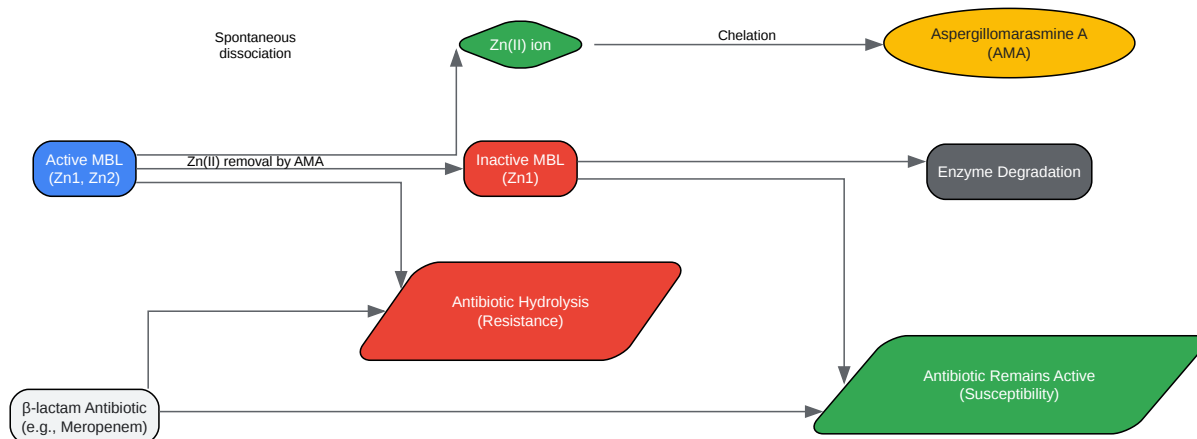 Spontaneous
dissociation
Zn(II) ion
Chelation
Aspergillomarasmine A
(AMA)
Active MBL
(Zn1, Zn2)
Zn(II) removal by AMA
Inactive MBL
(Zn1)
Enzyme Degradation
Antibiotic Hydrolysis
(Resistance)
Antibiotic Remains Active
(Susceptibility)
β-lactam Antibiotic
(e.g., Meropenem)